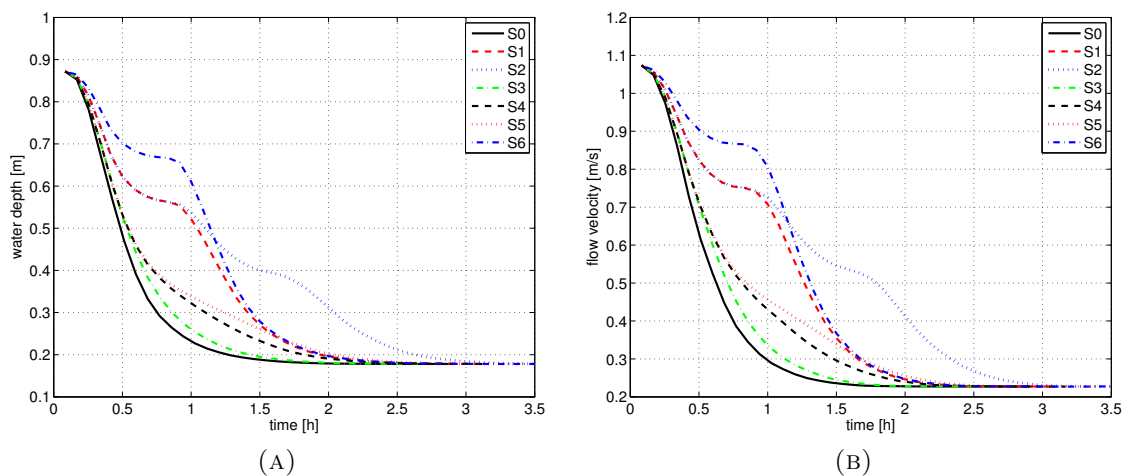 1
0.9
0.8
0.7
0.6
0.5
0.4
0.3
0.2
0.1
water depth [m]
0 0.5 1 1.5 2 2.5 3 3.5
time [h]
S0
S1
S2
S3
S4
S5
S6
(A)
1.2
1.1
1
0.9
0.8
0.7
0.6
0.5
0.4
0.3
0.2
flow velocity [m/s]
0 0.5 1 1.5 2 2.5 3 3.5
time [h]
S0
S1
S2
S3
S4
S5
S6
(B)